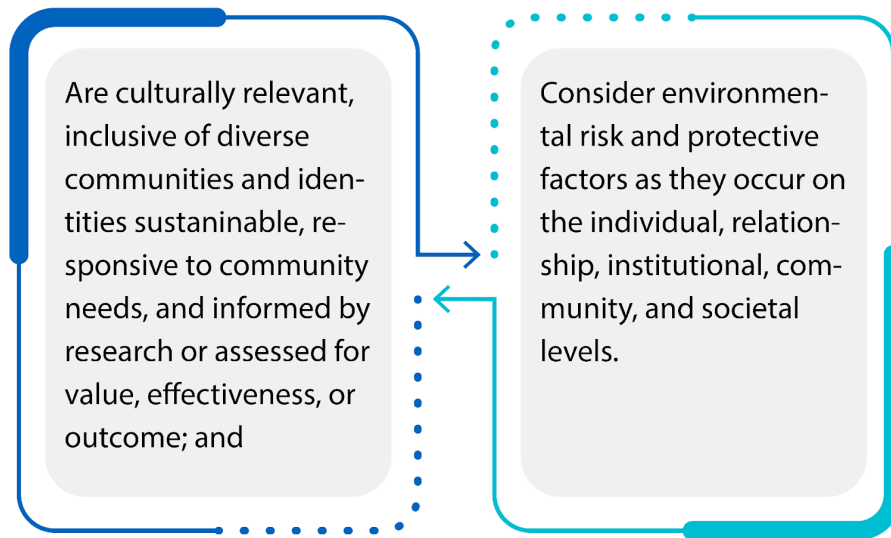 Are culturally relevant,
inclusive of diverse
communities and iden-
tities sustaninable, re-
sponsive to community
needs, and informed by
research or assessed for
value, effectiveness, or
outcome; and
Consider environmen-
tal risk and protective
factors as they occur on
the individual, relation-
ship, institutional, com-
munity, and societal
levels.